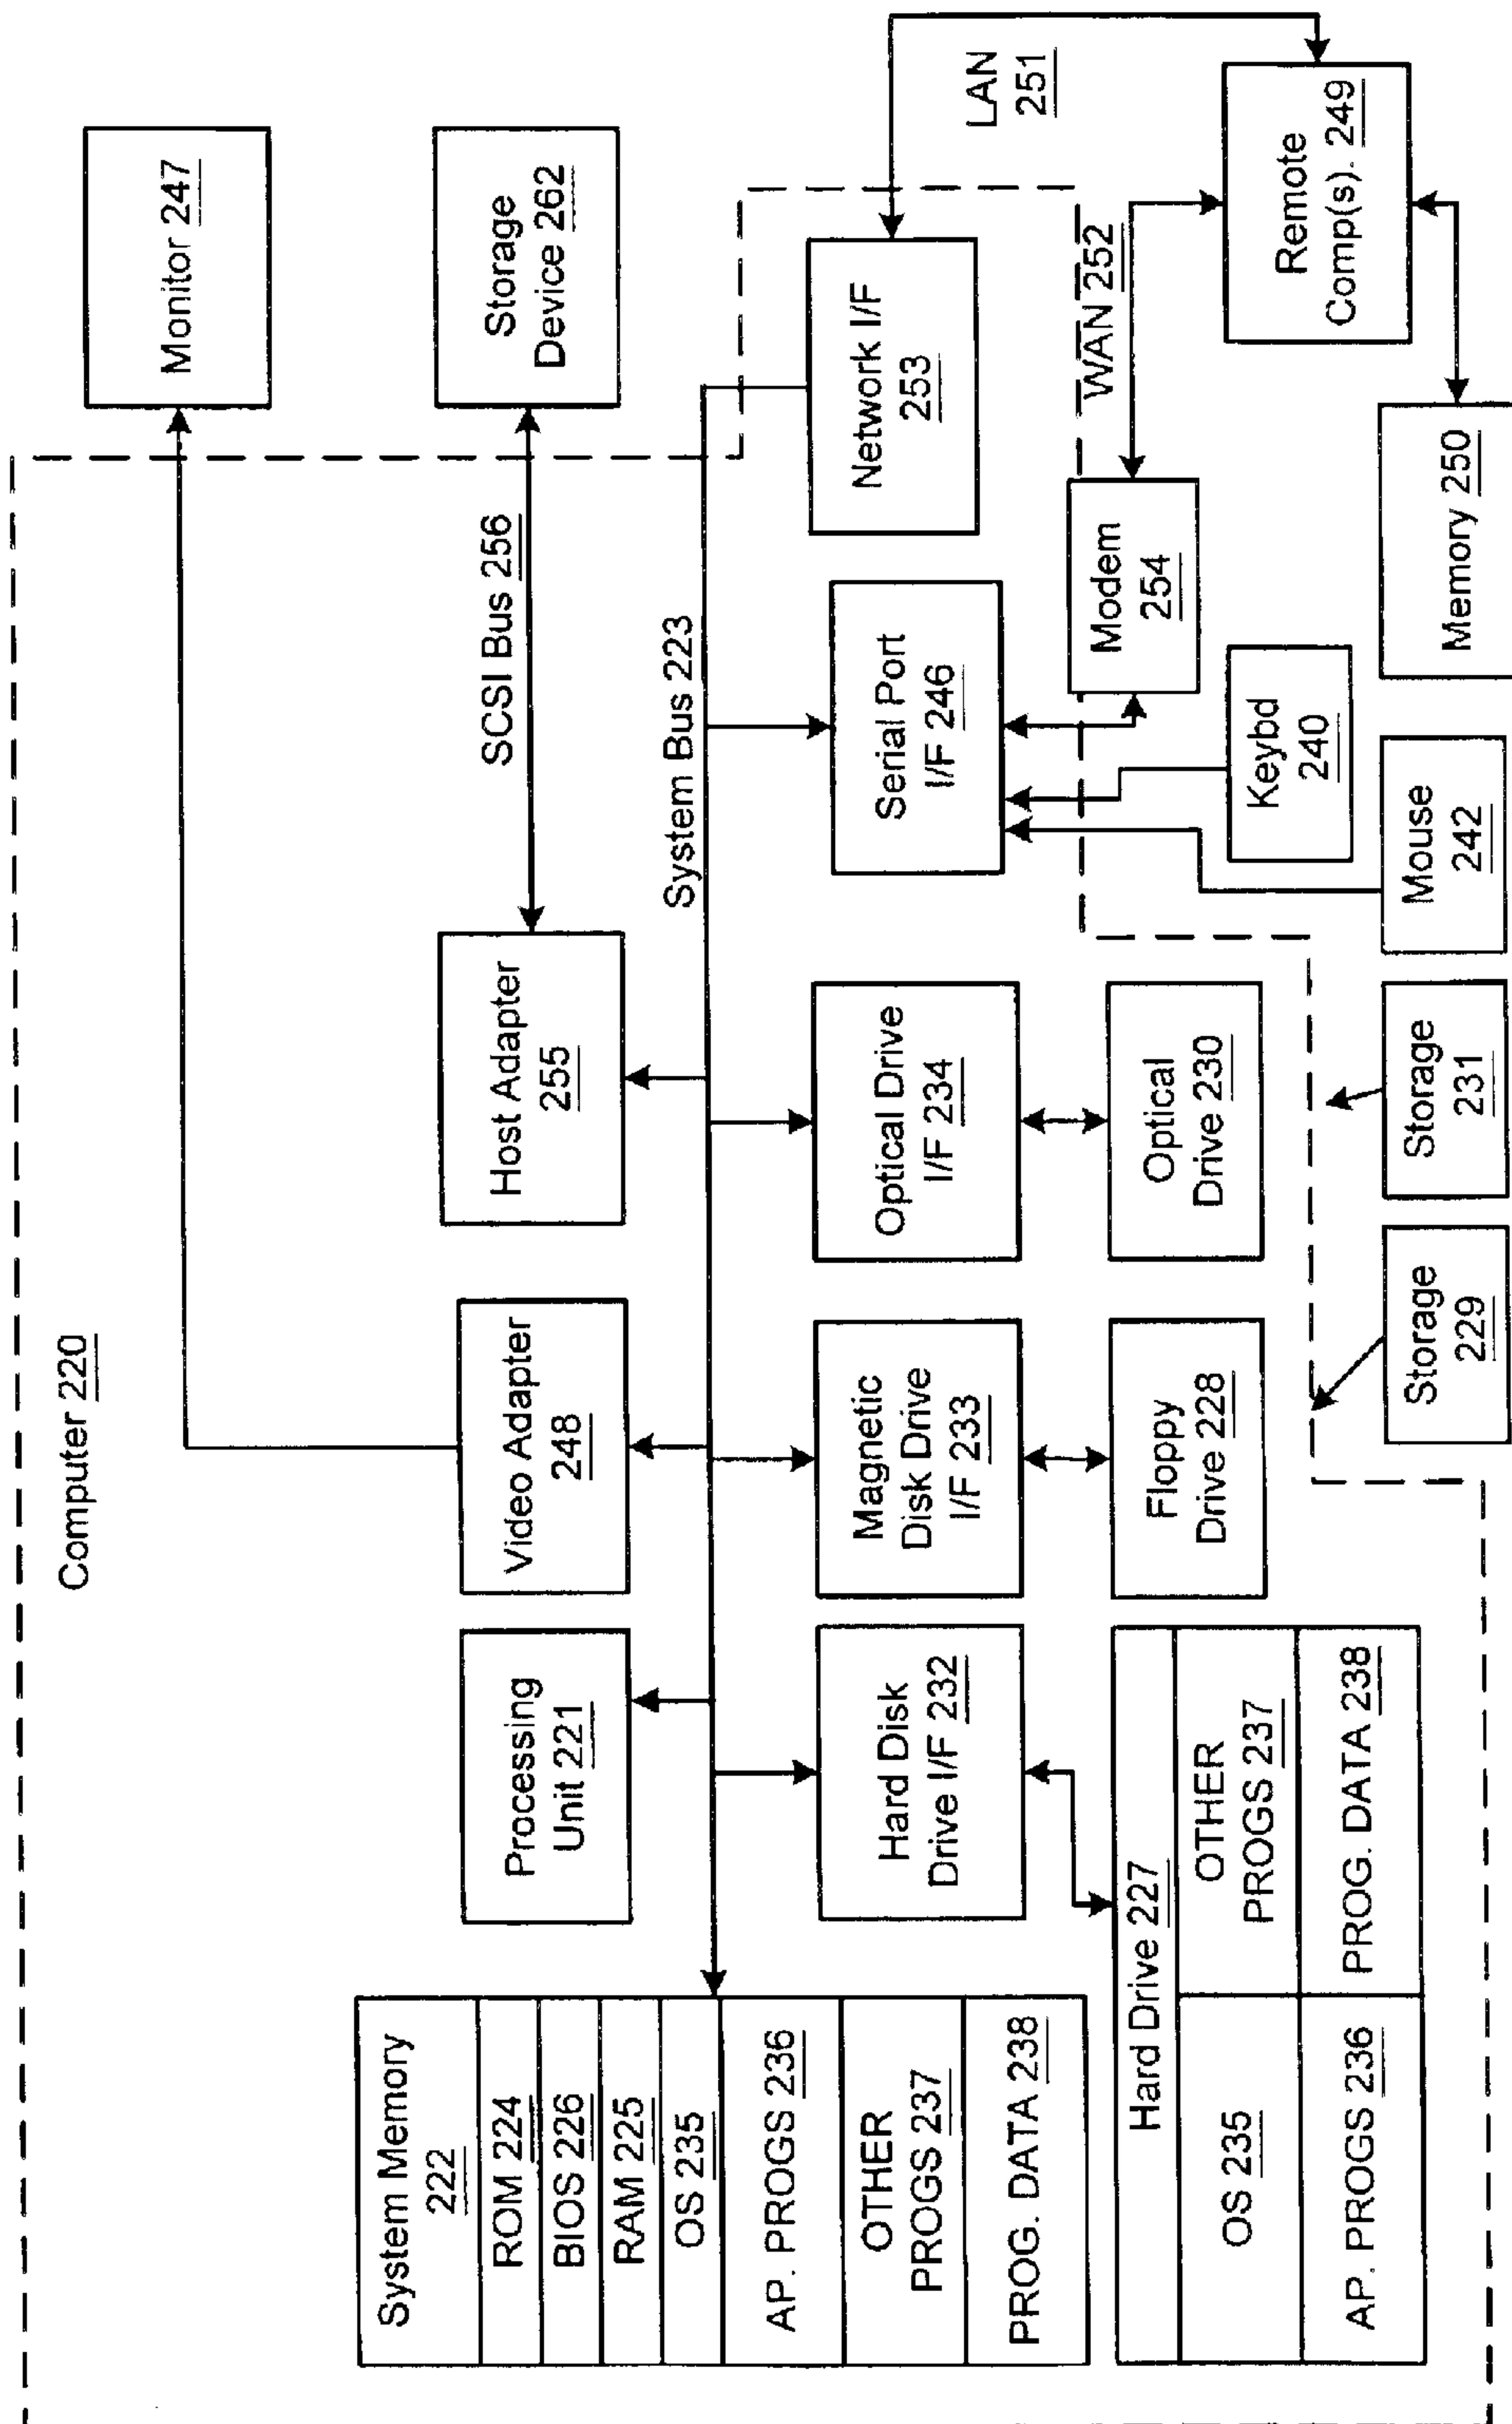 Computer 220
Monitor 247
Storage
Device 262
SCSI Bus 256
System Memory
222
ROM 224
BIOS 226
RAM 225
OS 235
AP. PROGS 236
OTHER
PROGS 237
PROG. DATA 238
Processing
Unit 221
Video Adapter
248
Host Adapter
255
System Bus 223
Hard Disk
Drive I/F 232
Magnetic
Disk Drive
I/F 233
Optical Drive
I/F 234
Serial Port
I/F 246
Network I/F
253
LAN
251
Hard Drive 227
OS 235
OTHER
PROGS 237
AP. PROGS 236
PROG. DATA 238
Floppy
Drive 228
Optical
Drive 230
Modem
254
WAN 252
Keybd
240
Remote
Comp(s). 249
Storage
229
Storage
231
Mouse
242
Memory 250